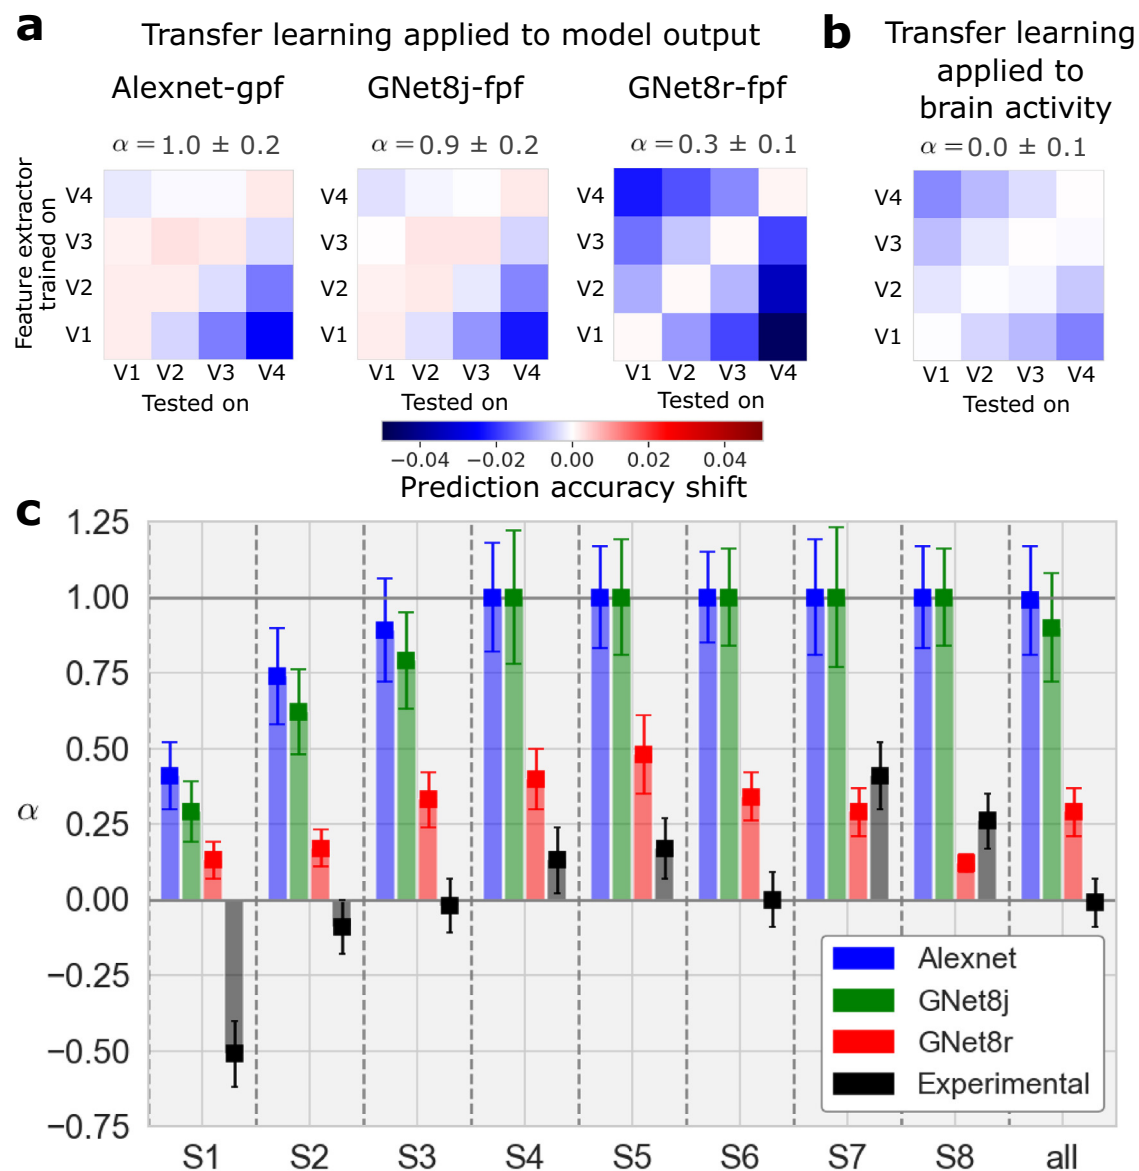 a
Transfer learning applied to model output
Alexnet-gpf
GNet8j-fpf
GNet8r-fpf
α = 1.0 ± 0.2
α = 0.9 ± 0.2
α = 0.3 ± 0.1
Feature extractor
trained on
V4
V3
V2
V1
V1 V2 V3 V4
Tested on
V4
V3
V2
V1
V1 V2 V3 V4
Tested on
V4
V3
V2
V1
V1 V2 V3 V4
Tested on
b
Transfer learning
applied to
brain activity
α = 0.0 ± 0.1
V4
V3
V2
V1
V1 V2 V3 V4
Tested on
−0.04 −0.02 0.00 0.02 0.04
Prediction accuracy shift
c
1.25
1.00
0.75
0.50
0.25
0.00
−0.25
−0.50
−0.75
α
Alexnet
GNet8j
GNet8r
Experimental
S1 S2 S3 S4 S5 S6 S7 S8 all